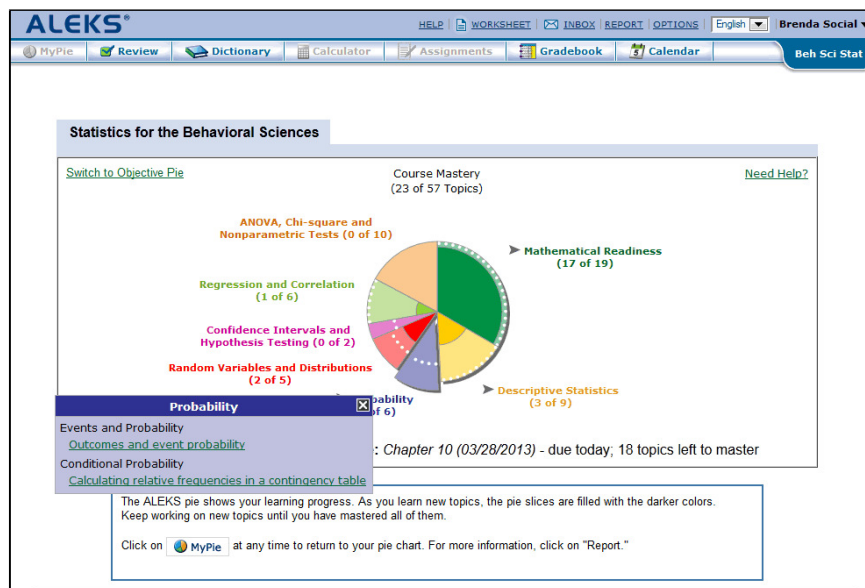 ALEKS®
HELP WORKSHEET INBOX REPORT OPTIONS English Brenda Social
MyPie Review Dictionary Calculator Assignments Gradebook Calendar Beh Sci Stat
Statistics for the Behavioral Sciences
Switch to Objective Pie
Course Mastery
(23 of 57 Topics)
Need Help?
ANOVA, Chi-square and
Nonparametric Tests (0 of 10)
Mathematical Readiness
(17 of 19)
Regression and Correlation
(1 of 6)
Confidence Intervals and
Hypothesis Testing (0 of 2)
Random Variables and Distributions
(2 of 5)
Descriptive Statistics
(3 of 9)
of 6)
Probability
Events and Probability
Outcomes and event probability
Conditional Probability
Calculating relative frequencies in a contingency table
: Chapter 10 (03/28/2013) - due today; 18 topics left to master
The ALEKS pie shows your learning progress. As you learn new topics, the pie slices are filled with the darker colors.
Keep working on new topics until you have mastered all of them.
Click on MyPie at any time to return to your pie chart. For more information, click on "Report."